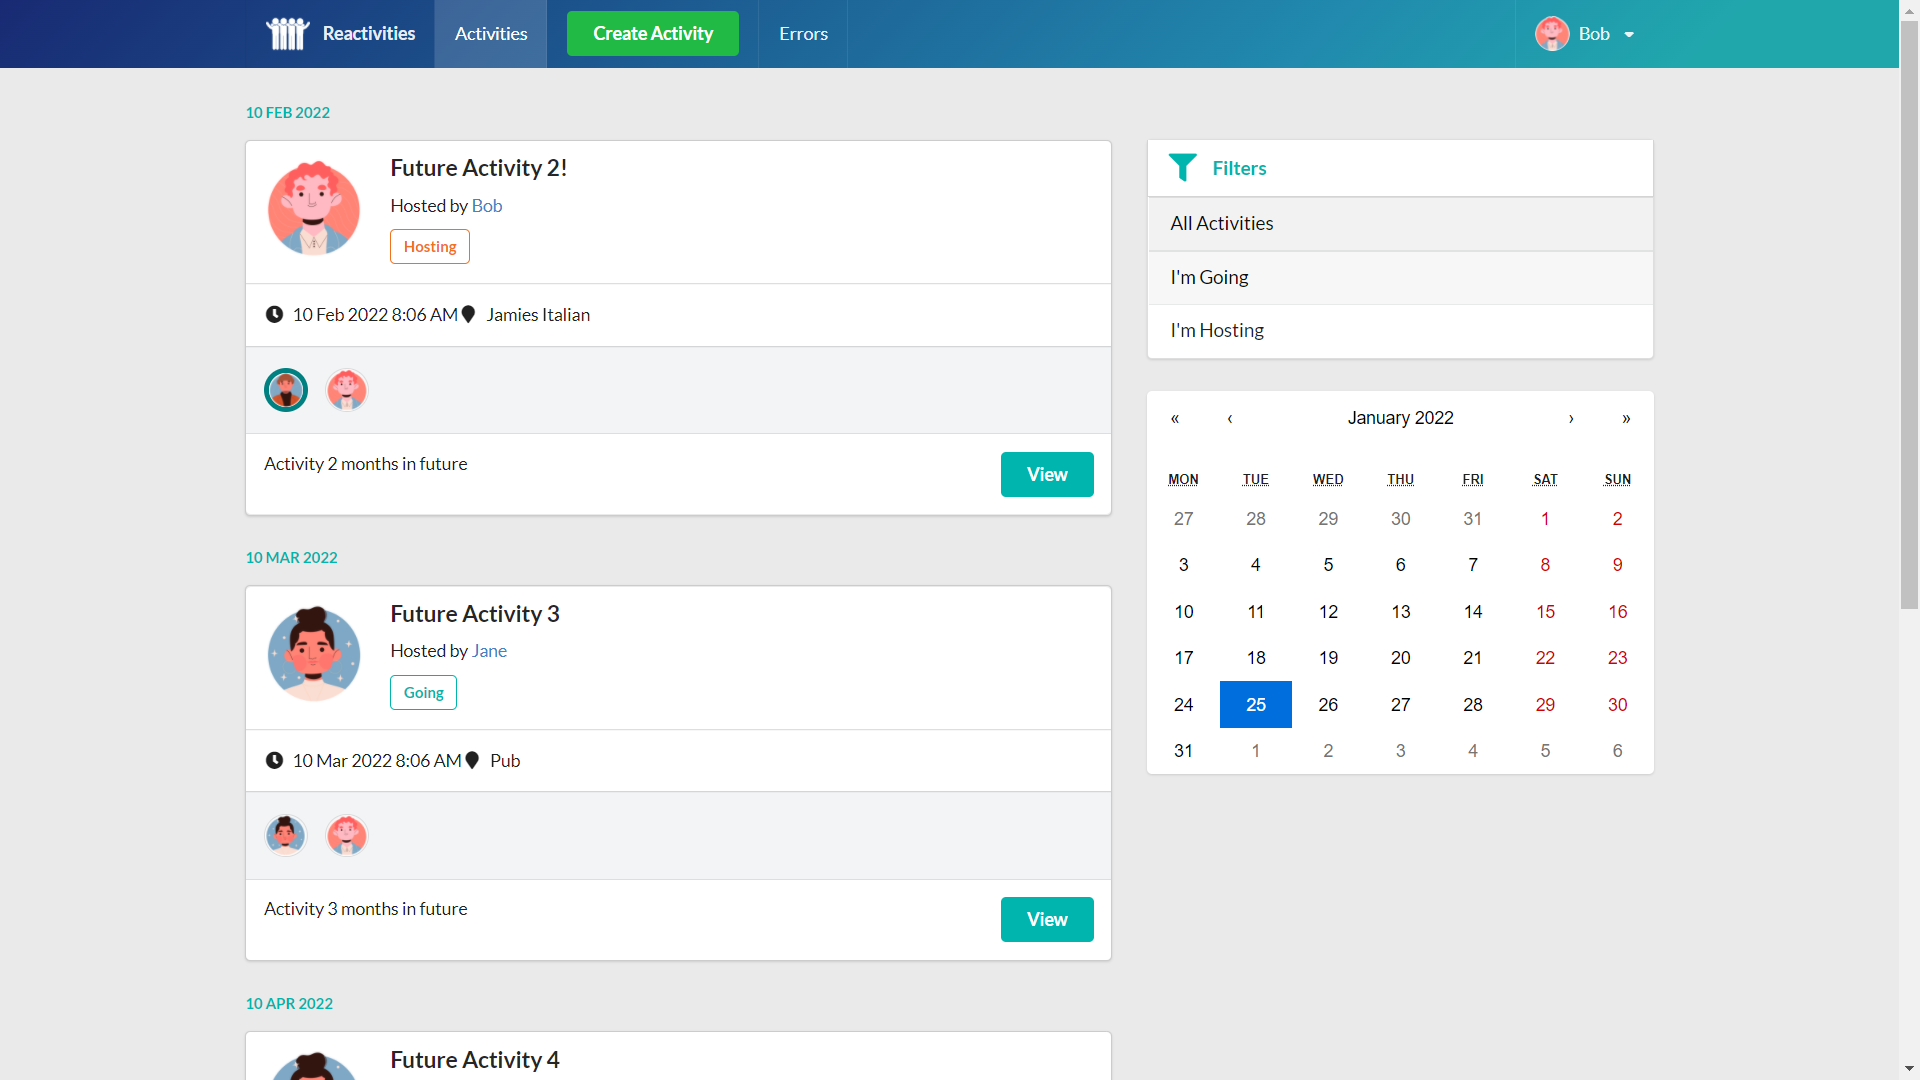 Reactivities Activities Create Activity Errors Bob
10 FEB 2022
Future Activity 2!
Hosted by Bob
Hosting
10 Feb 2022 8:06 AM Jamies Italian
Activity 2 months in future
View
10 MAR 2022
Future Activity 3
Hosted by Jane
Going
10 Mar 2022 8:06 AM Pub
Activity 3 months in future
View
10 APR 2022
Future Activity 4
Filters
All Activities
I'm Going
I'm Hosting
« ‹ January 2022 › »
MON TUE WED THU FRI SAT SUN
27 28 29 30 31 1 2
3 4 5 6 7 8 9
10 11 12 13 14 15 16
17 18 19 20 21 22 23
24 25 26 27 28 29 30
31 1 2 3 4 5 6